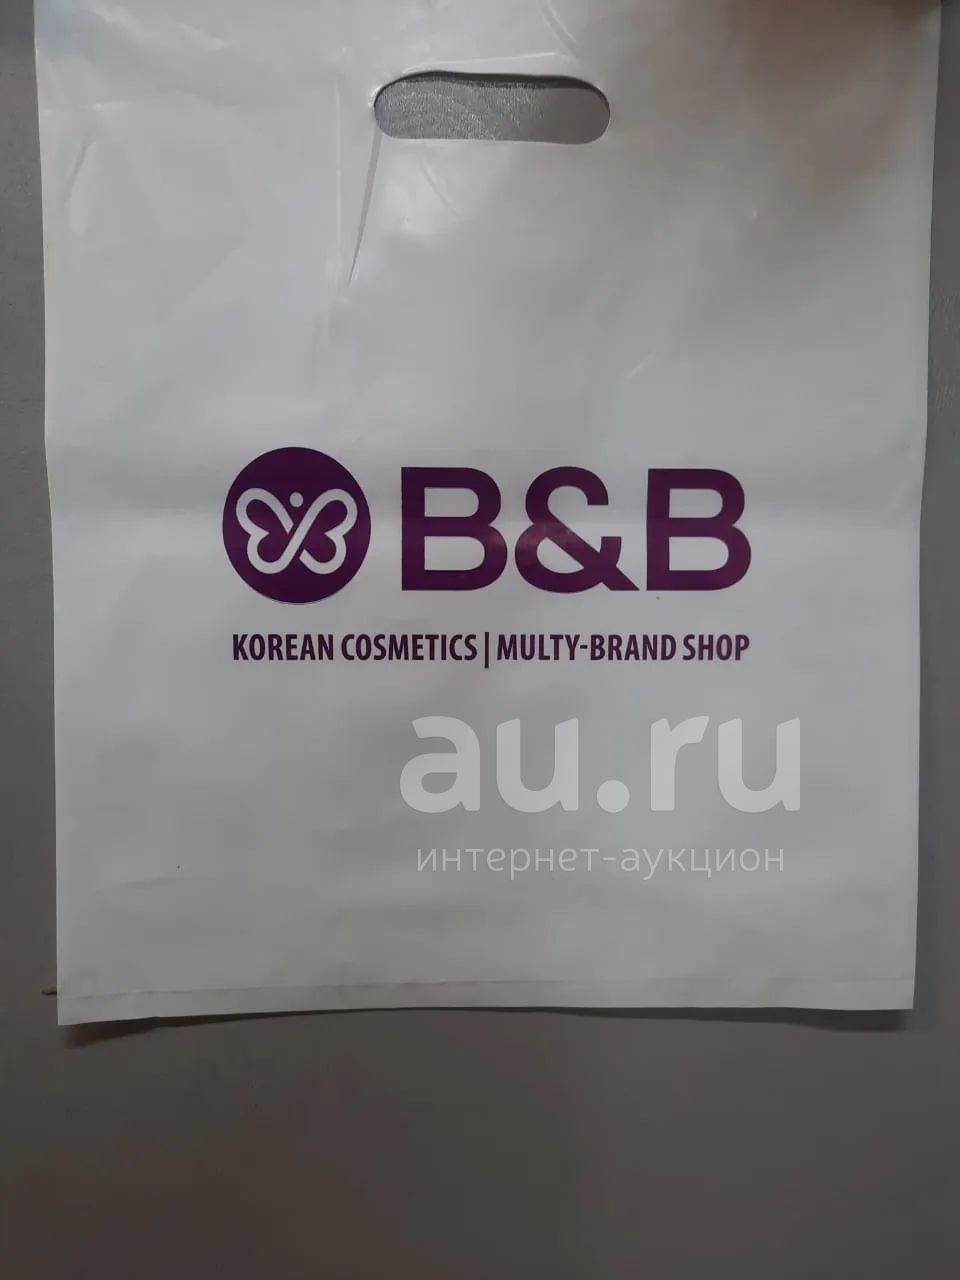 B&B
KOREAN COSMETICS | MULTY-BRAND SHOP
au.ru
интернет-аукцион